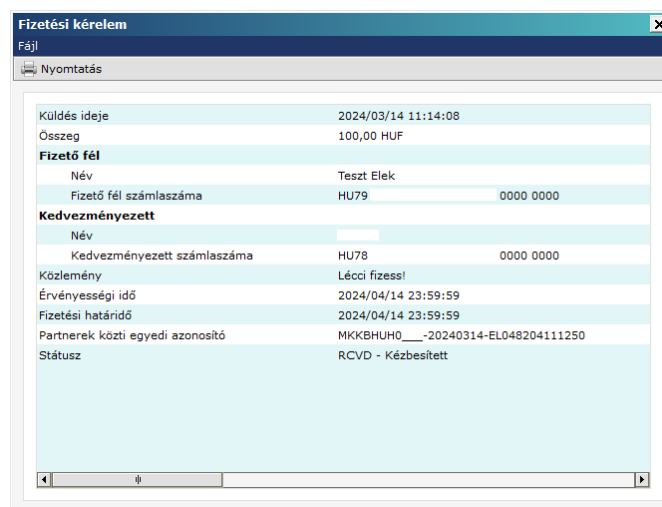 Fizetési kérelem
Fájl
Nyomtatás
Küldés ideje 2024/03/14 11:14:08
Összeg 100,00 HUF
Fizető fél
Név Teszt Elek
Fizető fél számlaszáma HU79 0000 0000
Kedvezményezett
Név
Kedvezményezett számlaszáma HU78 0000 0000
Közlemény Lécci fizess!
Érvényességi idő 2024/04/14 23:59:59
Fizetési határidő 2024/04/14 23:59:59
Partnerek közti egyedi azonosító MKKBHUH0___-20240314-EL048204111250
Státusz RCVD - Kézbesített